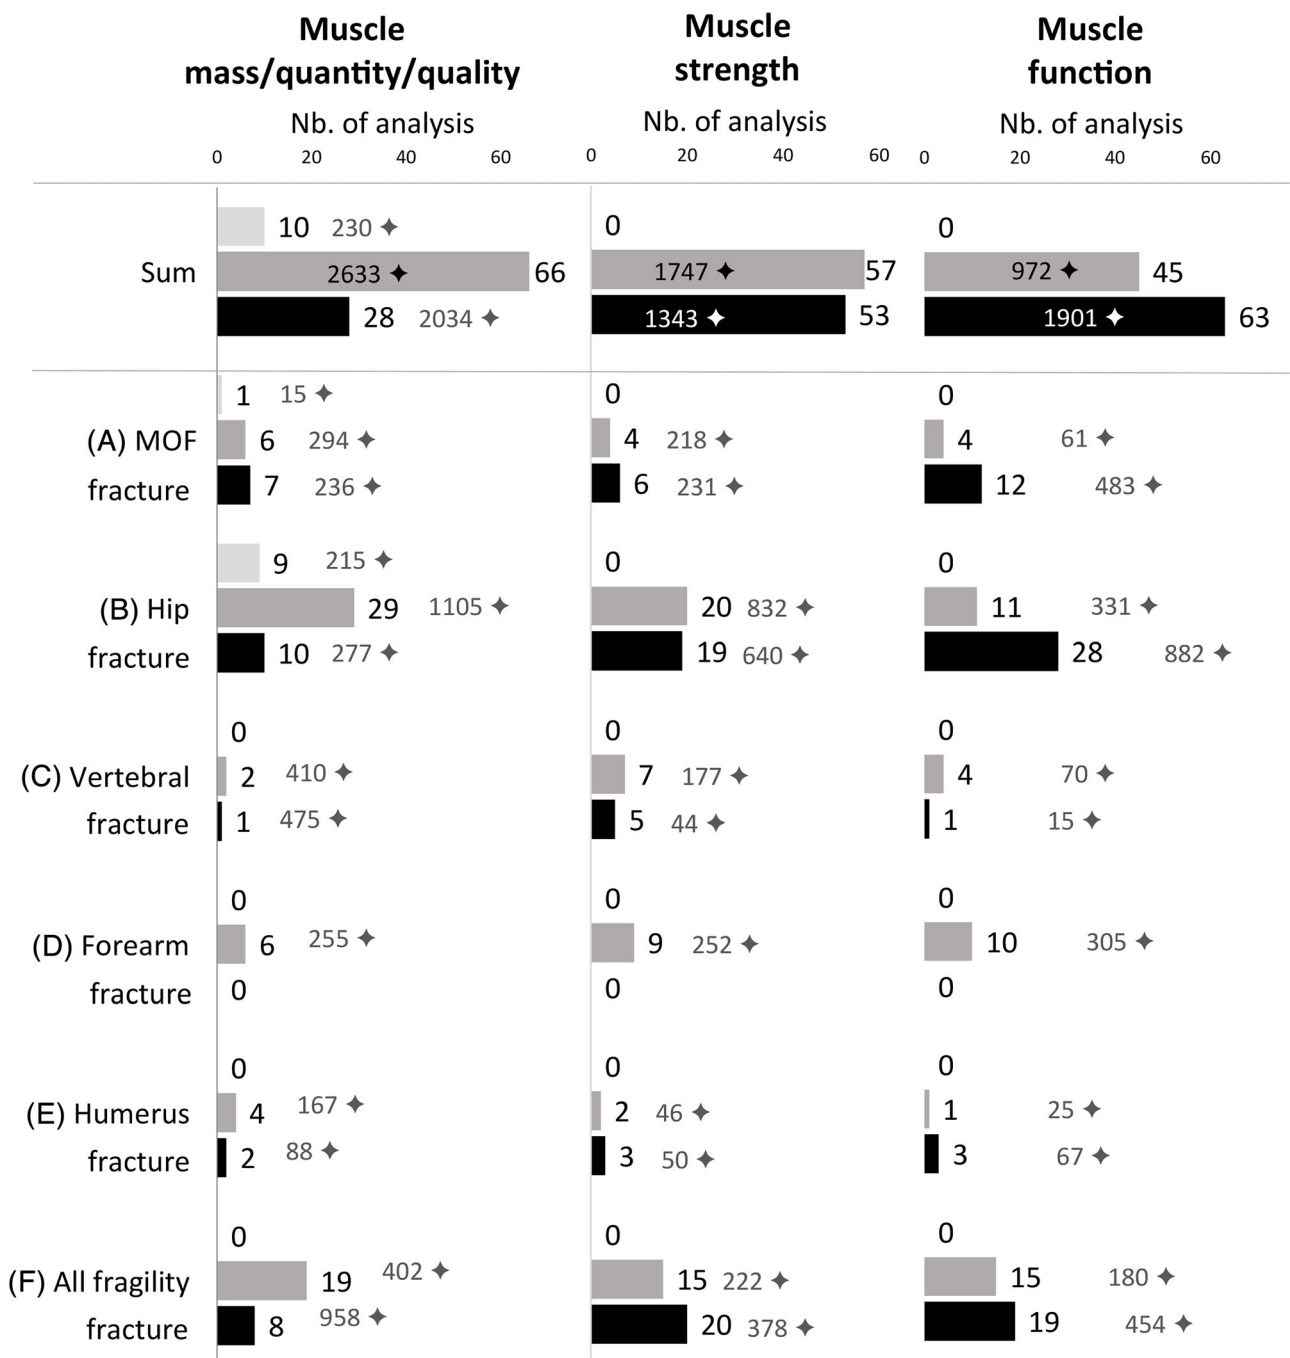 Muscle mass/quantity/quality
Muscle strength
Muscle function
Nb. of analysis Nb. of analysis Nb. of analysis
0 20 40 60 0 20 40 60 0 20 40 60
10 230 ✦ 0 0
Sum 2633 ✦ 66 1747 ✦ 57 972 ✦ 45
28 2034 ✦ 1343 ✦ 53 1901 ✦ 63
1 15 ✦ 0 0
(A) MOF 6 294 ✦ 4 218 ✦ 4 61 ✦
fracture 7 236 ✦ 6 231 ✦ 12 483 ✦
9 215 ✦ 0 0
(B) Hip 29 1105 ✦ 20 832 ✦ 11 331 ✦
fracture 10 277 ✦ 19 640 ✦ 28 882 ✦
0 0 0
(C) Vertebral 2 410 ✦ 7 177 ✦ 4 70 ✦
fracture 1 475 ✦ 5 44 ✦ 1 15 ✦
0 0 0
(D) Forearm 6 255 ✦ 9 252 ✦ 10 305 ✦
fracture 0 0 0
0 0 0
(E) Humerus 4 167 ✦ 2 46 ✦ 1 25 ✦
fracture 2 88 ✦ 3 50 ✦ 3 67 ✦
0 0 0
(F) All fragility 19 402 ✦ 15 222 ✦ 15 180 ✦
fracture 8 958 ✦ 20 378 ✦ 19 454 ✦